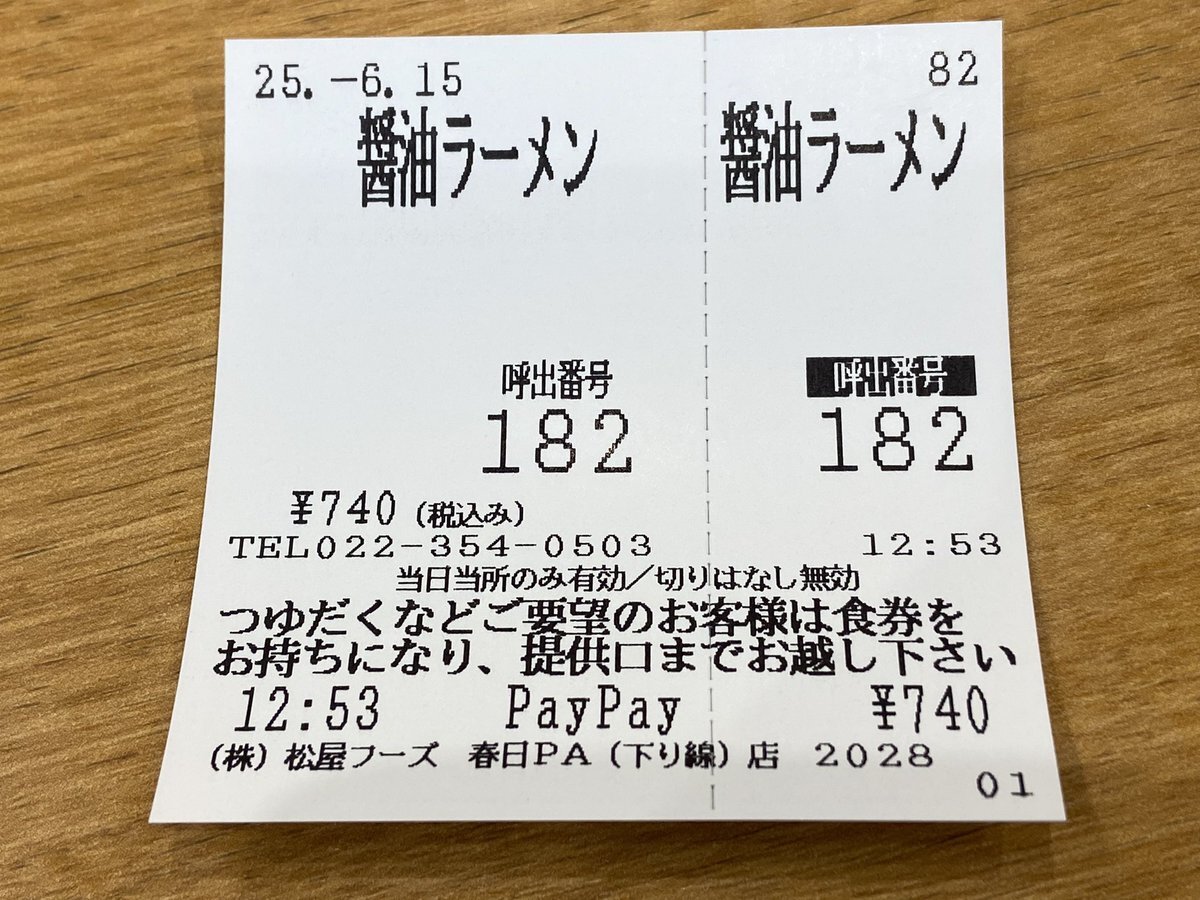 25.-6.15 82
醤油ラーメン 醤油ラーメン
呼出番号 呼出番号
182 182
¥740(税込み)
TEL022-354-0503 12:53
当日当所のみ有効/切りはなし無効
つゆだくなどご要望のお客様は食券を
お持ちになり、提供口までお越し下さい
12:53 PayPay ¥740
(株)松屋フーズ 春日PA(下り線)店 2028
01